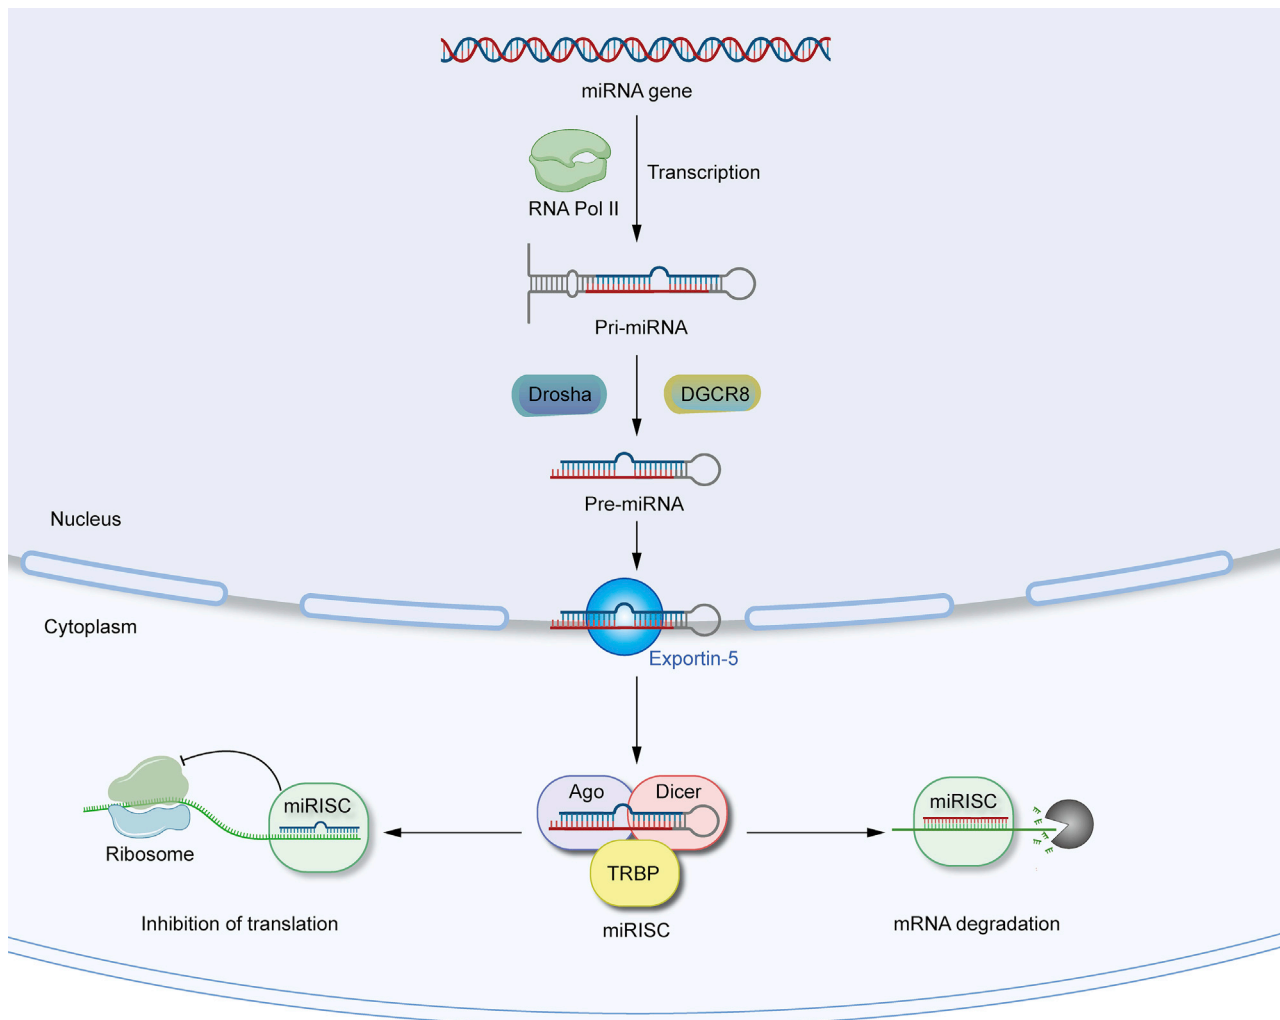 miRNA gene
Transcription
RNA Pol II
Pri-miRNA
Drosha
DGCR8
Pre-miRNA
Nucleus
Cytoplasm
Exportin-5
Ago
Dicer
miRISC
miRISC
Ribosome
TRBP
Inhibition of translation
miRISC
mRNA degradation